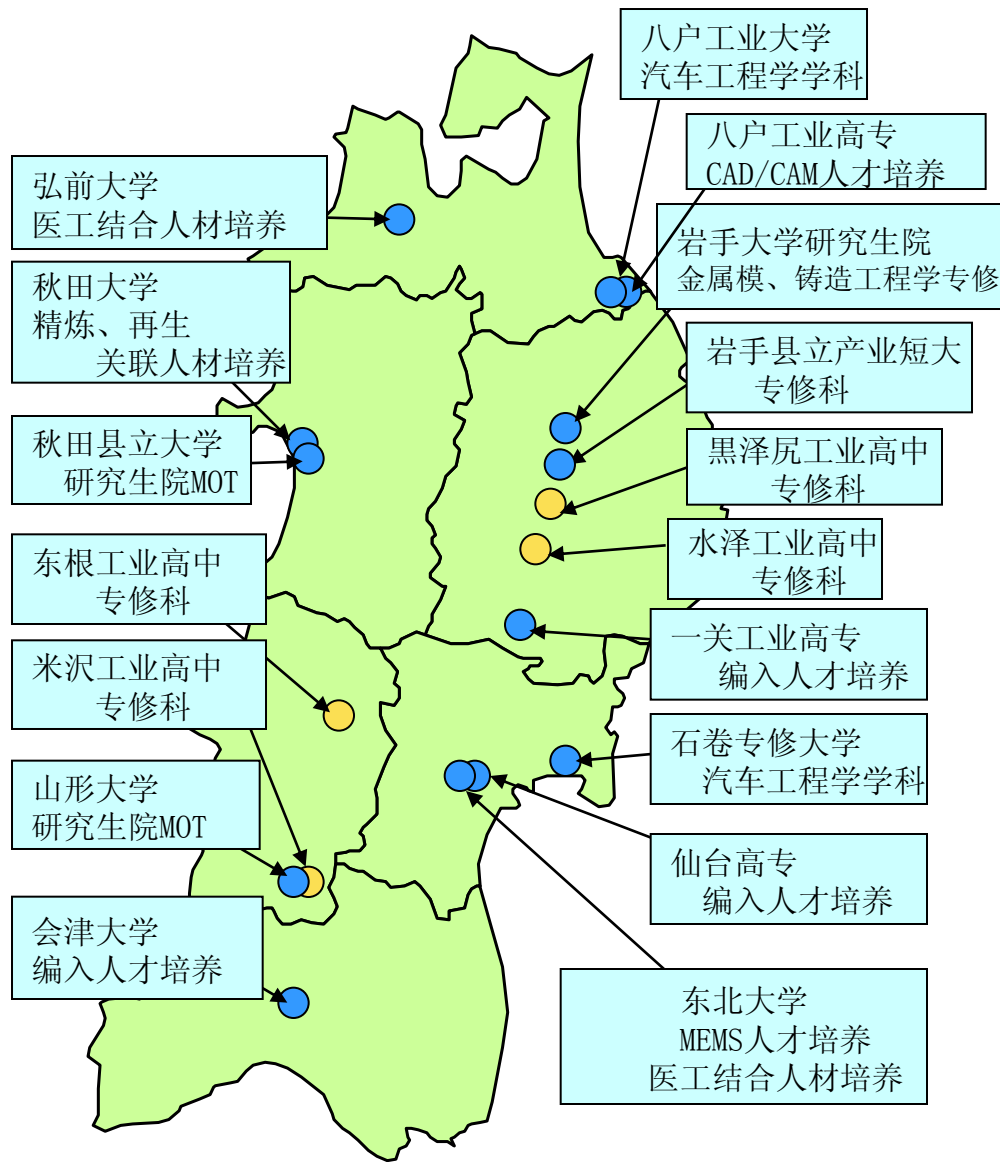 八户工业大学
汽车工程学学科
八户工业高专
CAD/CAM人才培养
弘前大学
医工结合人材培养
岩手大学研究生院
金属模、铸造工程学专修
秋田大学
精炼、再生
关联人材培养
岩手县立产业短大
专修科
秋田县立大学
研究生院MOT
黒泽尻工业高中
专修科
水泽工业高中
专修科
东根工业高中
专修科
一关工业高专
编入人才培养
米沢工业高中
专修科
石卷专修大学
汽车工程学学科
山形大学
研究生院MOT
仙台高专
编入人才培养
会津大学
编入人才培养
东北大学
MEMS人才培养
医工结合人材培养